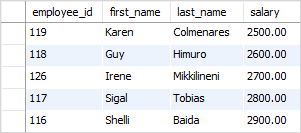 employee_id first_name last_name salary
119 Karen Colmenares 2500.00
118 Guy Himuro 2600.00
126 Irene Mikkilineni 2700.00
117 Sigal Tobias 2800.00
116 Shelli Baida 2900.00